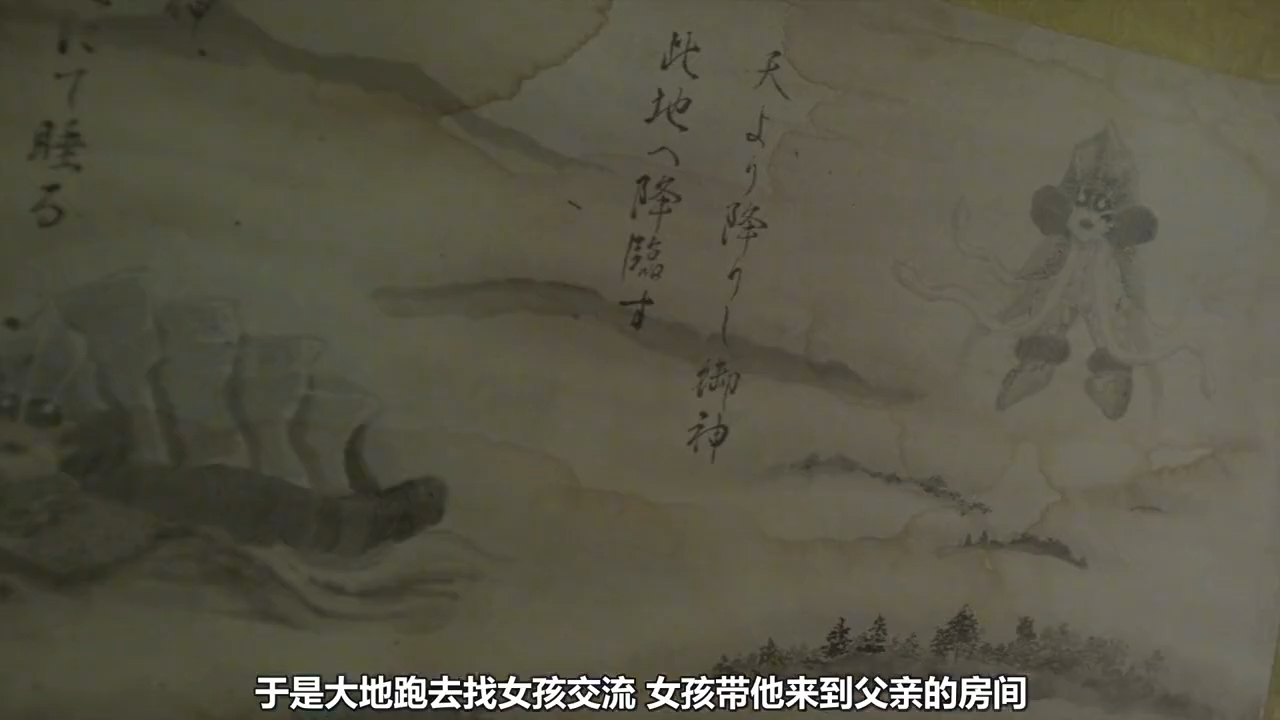 天より降りし御神
此地へ降臨す
にて睡る
于是大地跑去找女孩交流 女孩带他来到父亲的房间